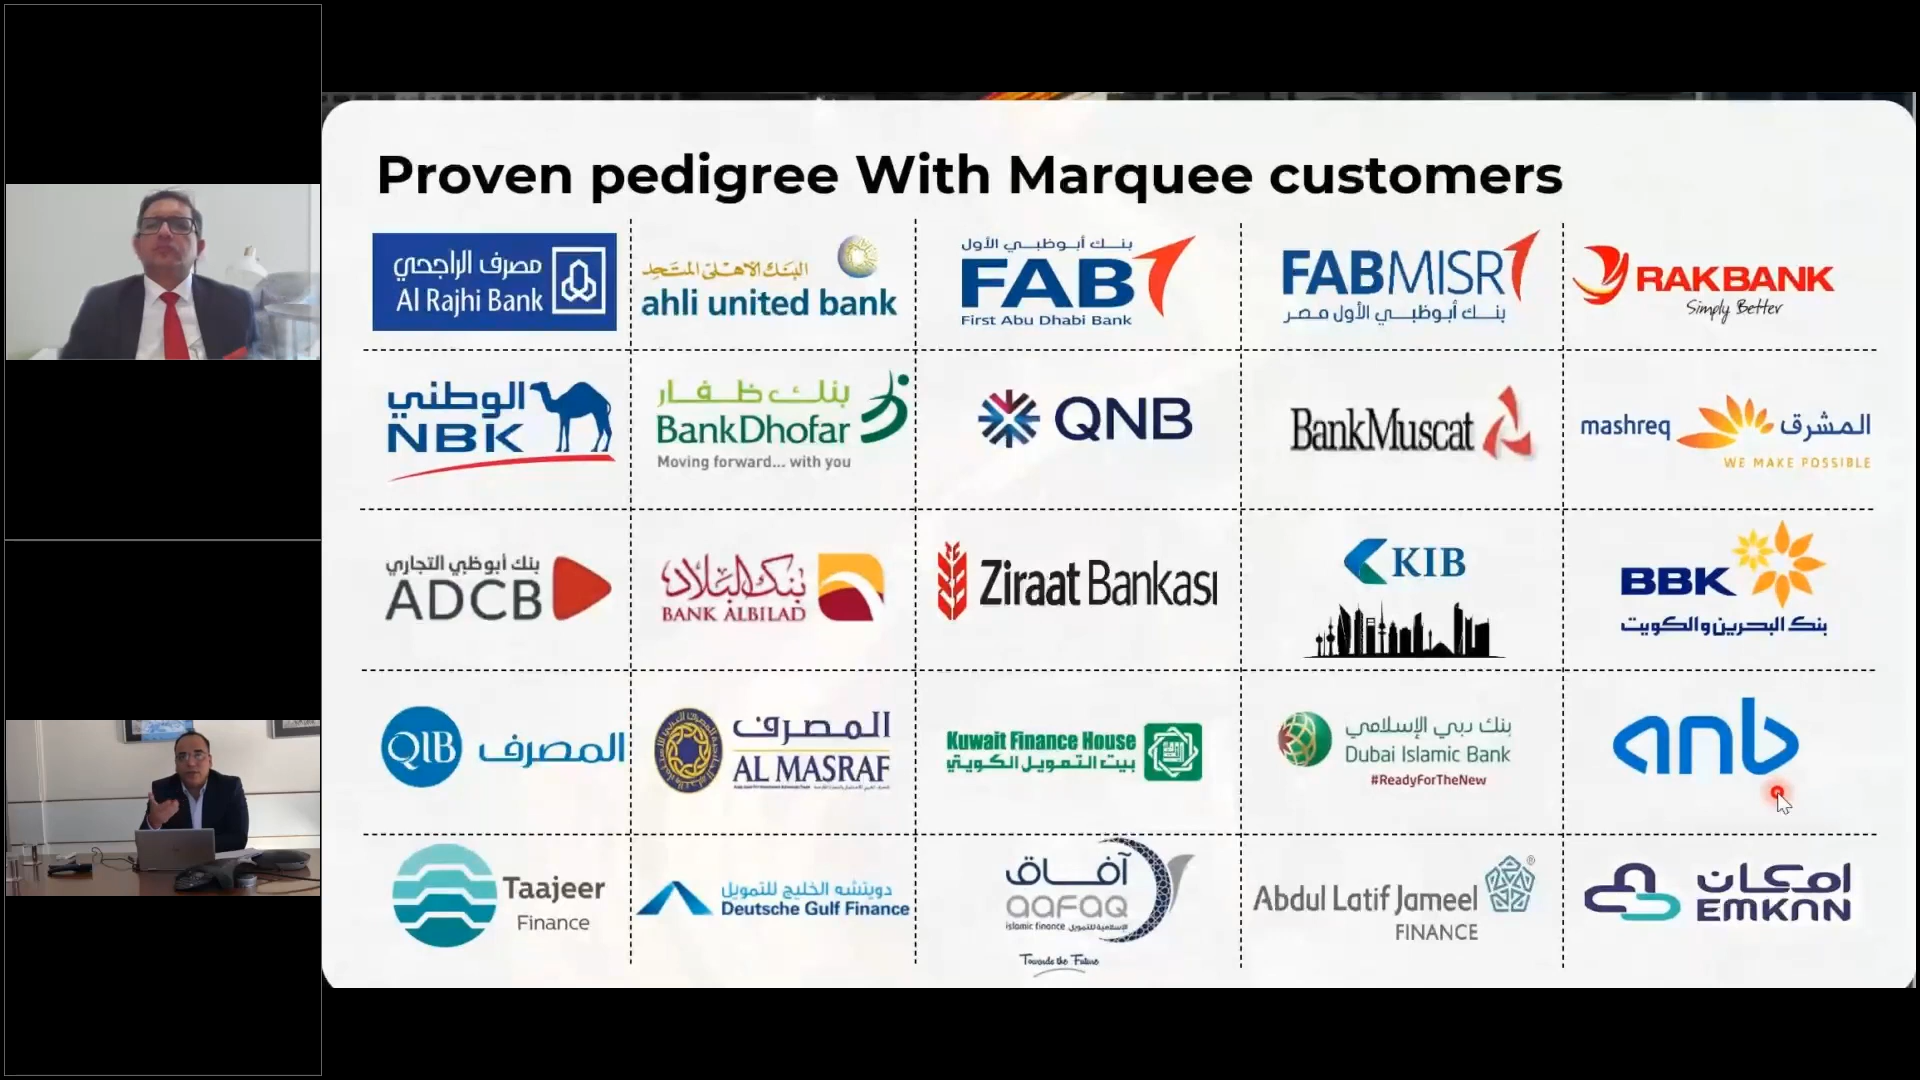 Proven pedigree With Marquee customers
مصرف الراجحي
Al Rajhi Bank
البنك الأهلي المتحد
ahli united bank
بنك أبوظبي الأول
FAB
First Abu Dhabi Bank
FABMISR
بنك أبوظبي الأول مصر
RAKBANK
Simply Better
الوطني
NBK
بنك ظفار
BankDhofar
Moving forward... with you
QNB
BankMuscat
mashreq المشرق
WE MAKE POSSIBLE
بنك أبوظبي التجاري
ADCB
بنك البلاد
BANK ALBILAD
Ziraat Bankası
KIB
BBK
بنك البحرين والكويت
QIB المصرف
المصرف
AL MASRAF
Kuwait Finance House
بيت التمويل الكويتي
بنك دبي الإسلامي
Dubai Islamic Bank
#ReadyForTheNew
anb
Taajeer
Finance
دويتشه الخليج للتمويل
Deutsche Gulf Finance
آفاق
aafaq
islamic finance الإسلامية للتمويل
Towards the Future
Abdul Latif Jameel ®
FINANCE
امكان
EMKAN